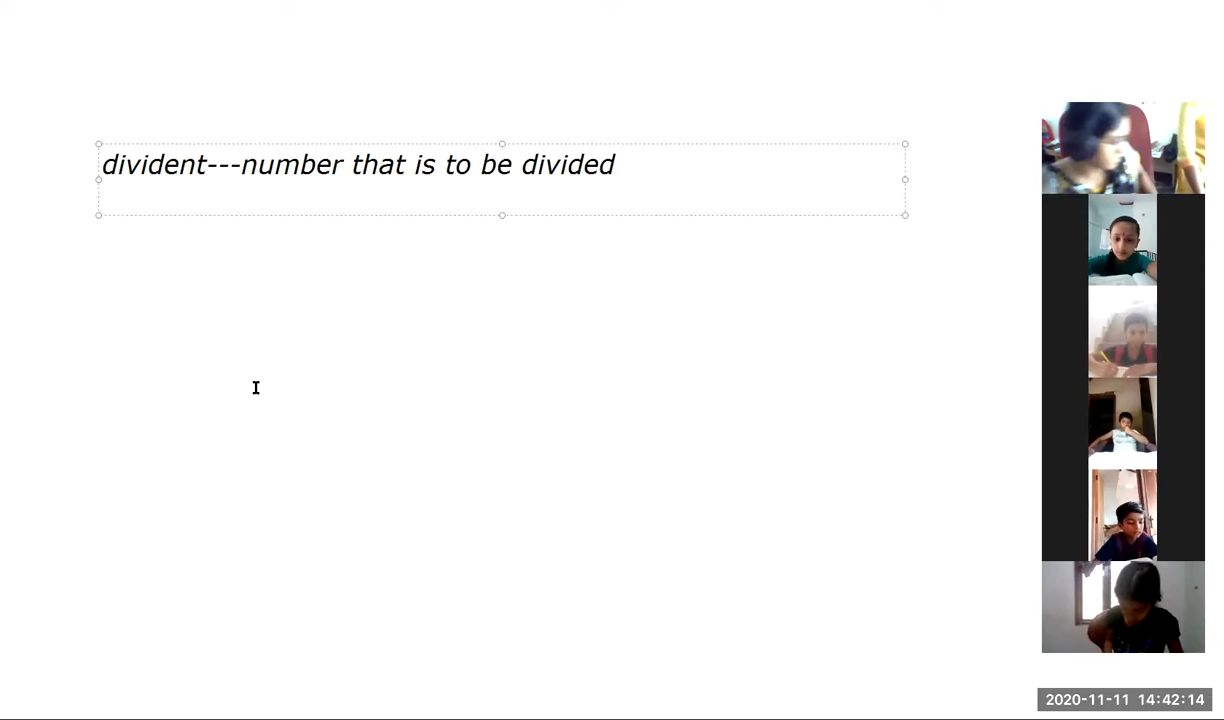 divident---number that is to be divided
2020-11-11 14:42:14